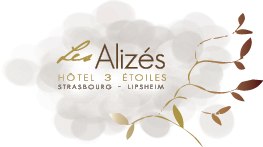 Les Alizés
HÔTEL 3 ÉTOILES
STRASBOURG - LIPSHEIM